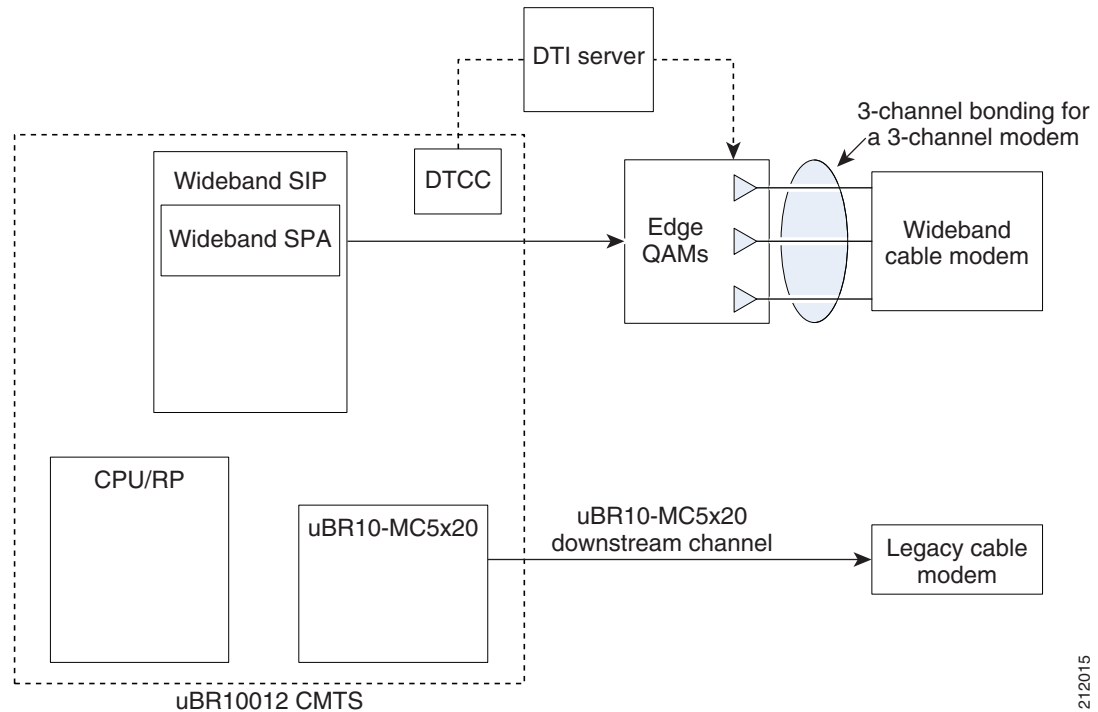 DTI server
3-channel bonding for
a 3-channel modem
Wideband SIP
DTCC
Wideband SPA
Edge
QAMs
Wideband
cable modem
CPU/RP
uBR10-MC5x20
uBR10-MC5x20
downstream channel
Legacy cable
modem
uBR10012 CMTS
212015